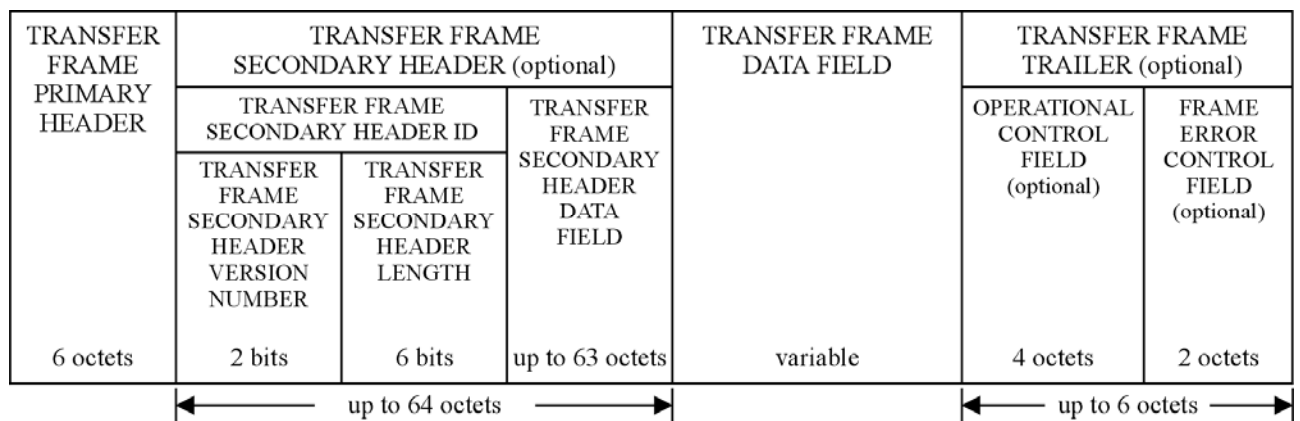 TRANSFER
FRAME
PRIMARY
HEADER
6 octets
TRANSFER FRAME
SECONDARY HEADER (optional)
TRANSFER FRAME
SECONDARY HEADER ID
TRANSFER
FRAME
SECONDARY
HEADER
VERSION
NUMBER
2 bits
TRANSFER
FRAME
SECONDARY
HEADER
LENGTH
6 bits
TRANSFER
FRAME
SECONDARY
HEADER
DATA
FIELD
up to 63 octets
TRANSFER FRAME
DATA FIELD
variable
TRANSFER FRAME
TRAILER (optional)
OPERATIONAL
CONTROL
FIELD
(optional)
4 octets
FRAME
ERROR
CONTROL
FIELD
(optional)
2 octets
up to 64 octets
up to 6 octets